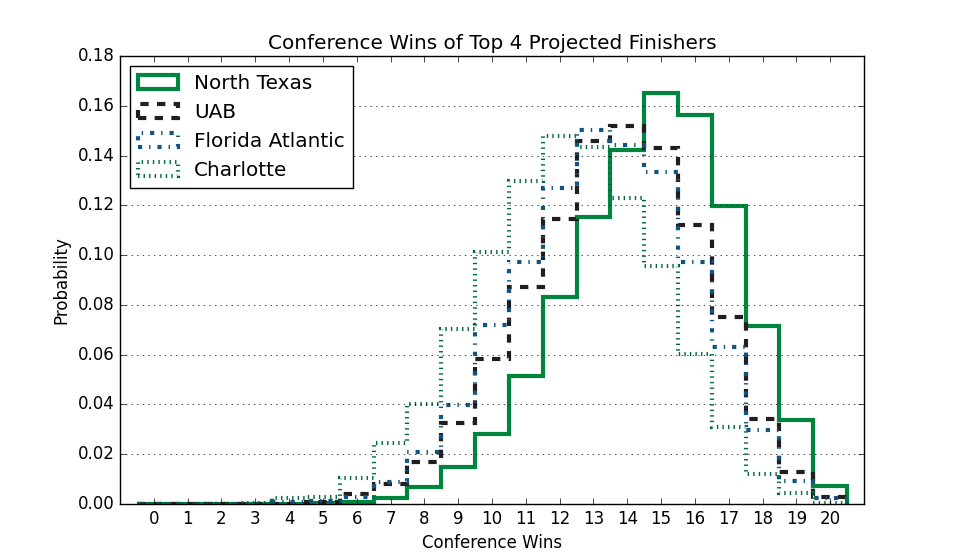 Conference Wins of Top 4 Projected Finishers
0.18
0.16
0.14
0.12
0.10
0.08
0.06
0.04
0.02
0.00
Probability
North Texas
UAB
Florida Atlantic
Charlotte
0 1 2 3 4 5 6 7 8 9 10 11 12 13 14 15 16 17 18 19 20
Conference Wins